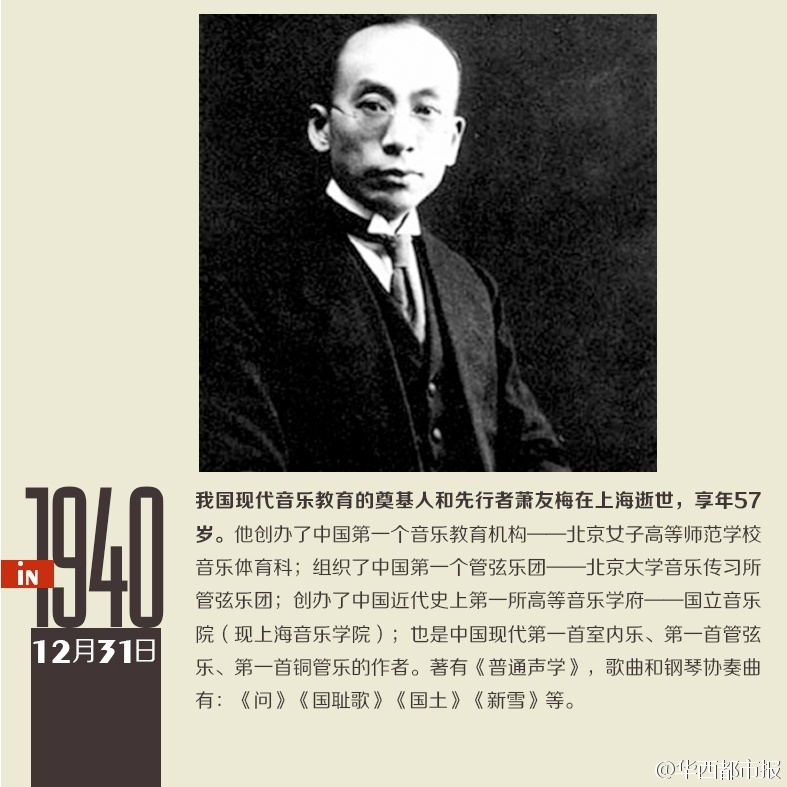 in
1940
12月31日
我国现代音乐教育的奠基人和先行者萧友梅在上海逝世，享年57
岁。他创办了中国第一个音乐教育机构——北京女子高等师范学校
音乐体育科；组织了中国第一个管弦乐团——北京大学音乐传习所
管弦乐团；创办了中国近代史上第一所高等音乐学府——国立音乐
院（现上海音乐学院）；也是中国现代第一首室内乐、第一首管弦
乐、第一首铜管乐的作者。著有《普通声学》，歌曲和钢琴协奏曲
有：《问》《国耻歌》《国土》《新雪》等。
@华西都市报